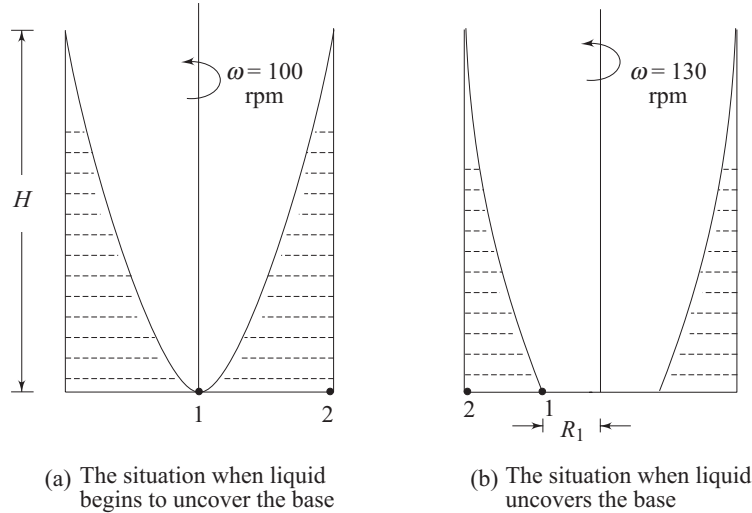 ω = 100
rpm
H
1
2
(a) The situation when liquid
begins to uncover the base
ω = 130
rpm
2
1
R1
(b) The situation when liquid
uncovers the base